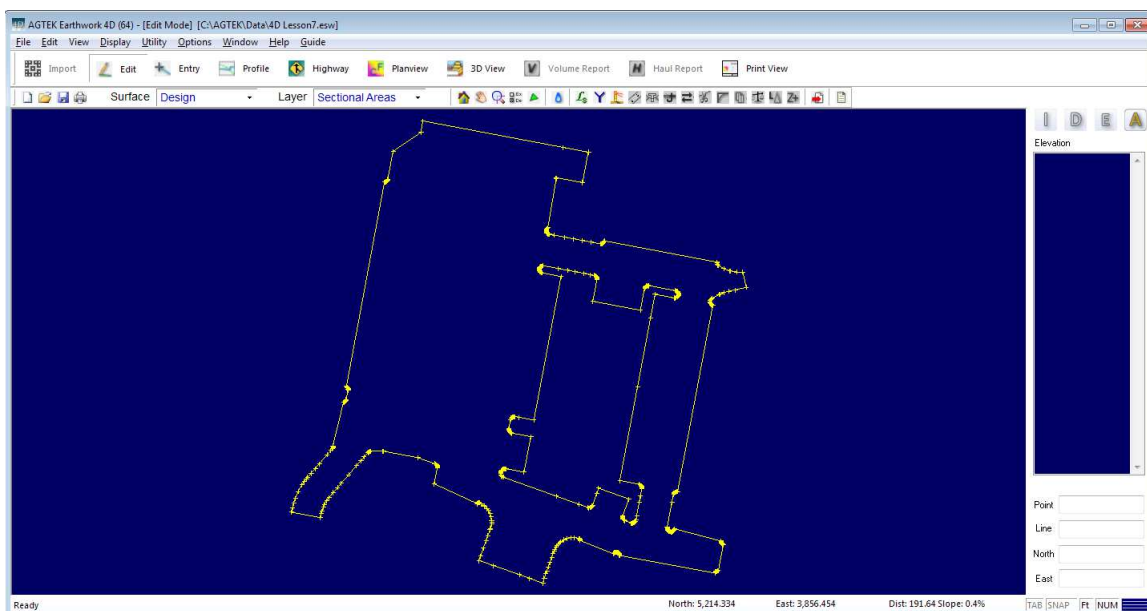 AGTEK Earthwork 4D (64) - [Edit Mode] [C:\AGTEK\Data\4D Lesson7.esw]
File Edit View Display Utility Options Window Help Guide
Import Edit Entry Profile Highway Planview 3D View Volume Report Haul Report Print View
Surface Design Layer Sectional Areas
I D E A
Elevation
Point
Line
North
East
Ready North: 5,214.334 East: 3,856.454 Dist: 191.64 Slope: 0.4% TAB SNAP Ft NUM